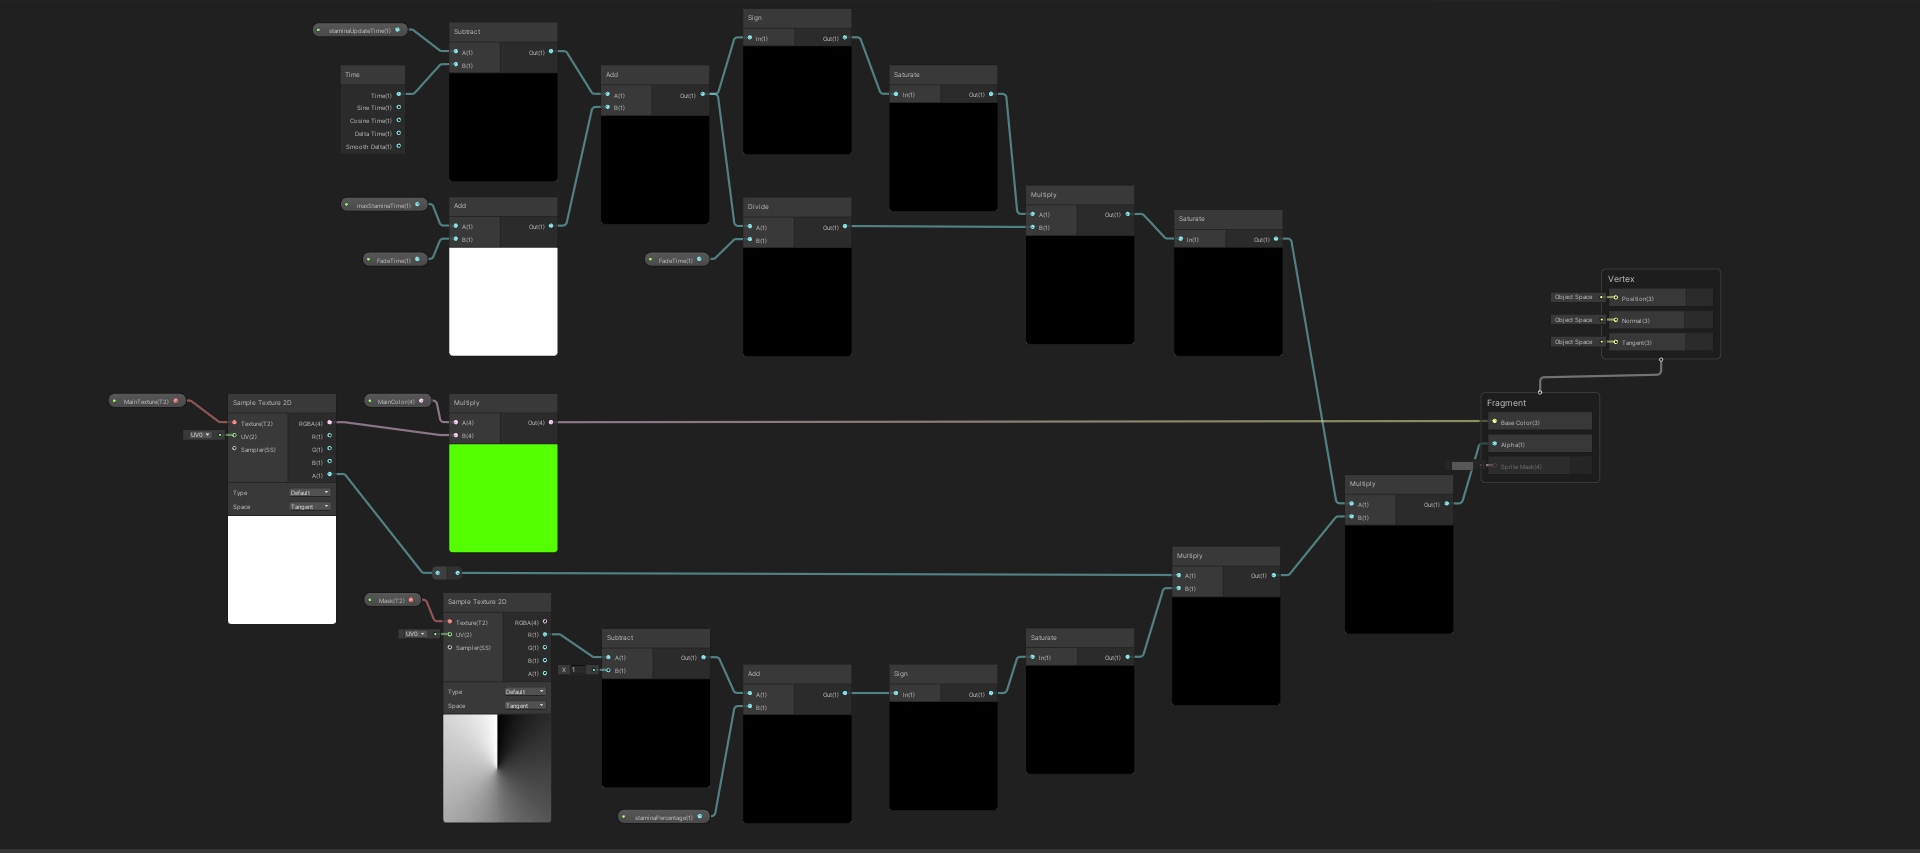 staminaUpdateTime(1)
Subtract
A(1)
B(1)
Out(1)
Time
Time(1)
Sine Time(1)
Cosine Time(1)
Delta Time(1)
Smooth Delta(1)
maxStaminaTime(1)
FadeTime(1)
Add
A(1)
B(1)
Out(1)
Add
A(1)
B(1)
Out(1)
Sign
In(1)
Out(1)
Saturate
In(1)
Out(1)
FadeTime(1)
Divide
A(1)
B(1)
Out(1)
Multiply
A(1)
B(1)
Out(1)
Saturate
In(1)
Out(1)
Vertex
Object Space
Position(3)
Object Space
Normal(3)
Object Space
Tangent(3)
Fragment
Base Color(3)
Alpha(1)
Sprite Mask(4)
MainTexture(T2)
UV0
Sample Texture 2D
Texture(T2)
UV(2)
Sampler(SS)
RGBA(4)
R(1)
G(1)
B(1)
A(1)
Type
Default
Space
Tangent
MainColor(4)
Multiply
A(4)
B(4)
Out(4)
Mask(T2)
UV0
Sample Texture 2D
Texture(T2)
UV(2)
Sampler(SS)
RGBA(4)
R(1)
G(1)
B(1)
A(1)
Type
Default
Space
Tangent
X 1
Subtract
A(1)
B(1)
Out(1)
staminaPercentage(1)
Add
A(1)
B(1)
Out(1)
Sign
In(1)
Out(1)
Saturate
In(1)
Out(1)
Multiply
A(1)
B(1)
Out(1)
Multiply
A(1)
B(1)
Out(1)